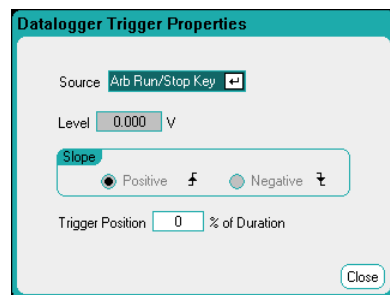 Datalogger Trigger Properties
Source Arb Run/Stop Key
Level 0.000 V
Slope
Positive Negative
Trigger Position 0 % of Duration
Close